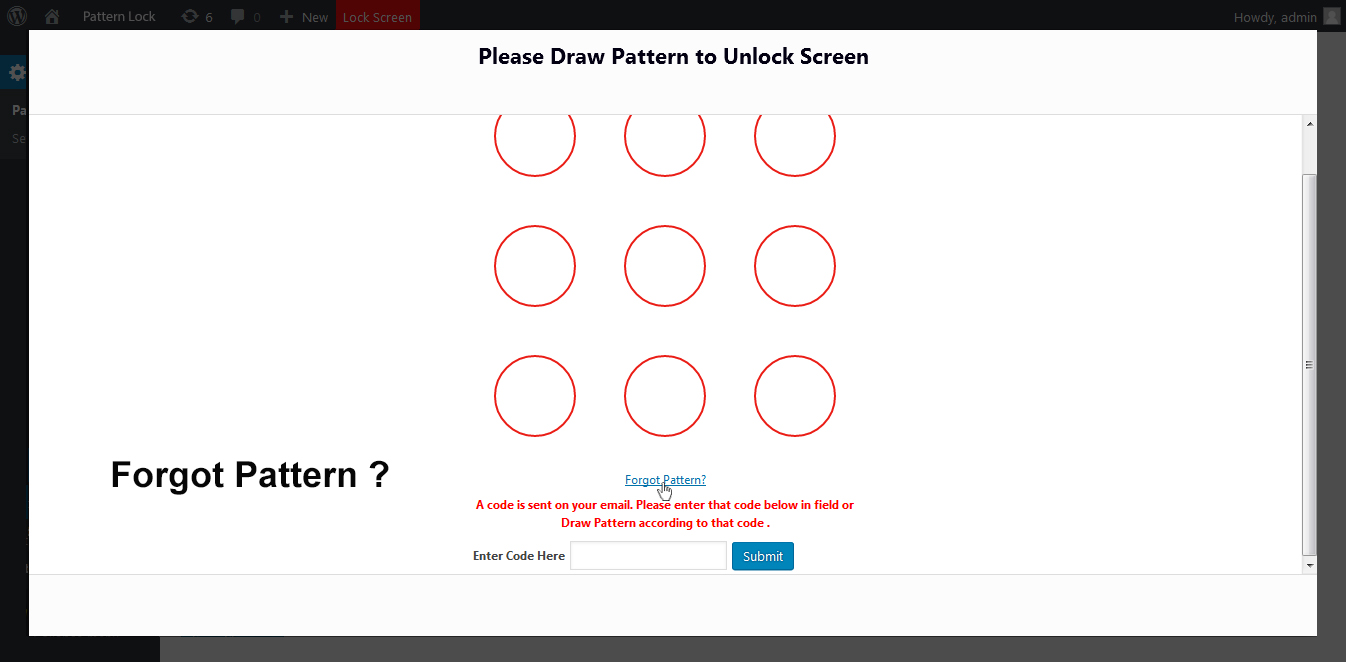 Pattern Lock 6 0 New Lock Screen Howdy, admin
Please Draw Pattern to Unlock Screen
Pa
Se
Forgot Pattern ?
Forgot Pattern?
A code is sent on your email. Please enter that code below in field or
Draw Pattern according to that code .
Enter Code Here Submit